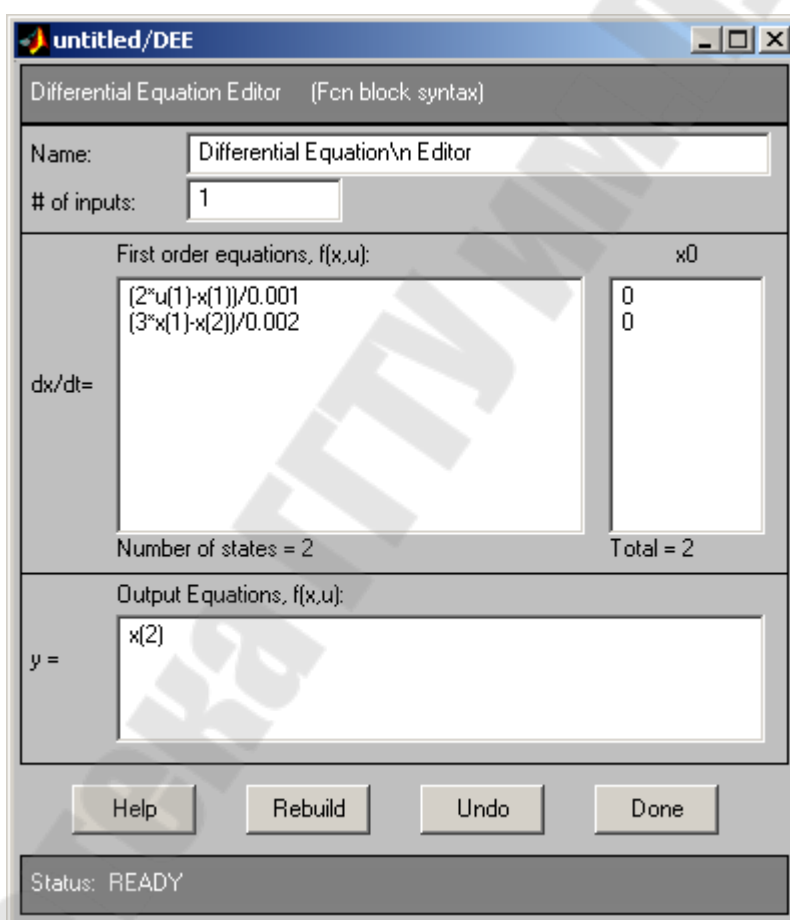 untitled/DEE
Differential Equation Editor (Fcn block syntax)
Name: Differential Equation\n Editor
# of inputs: 1
First order equations, f(x,u): x0
(2*u(1)-x(1))/0.001 0
(3*x(1)-x(2))/0.002 0
dx/dt=
Number of states = 2 Total = 2
Output Equations, f(x,u):
x(2)
y =
Help Rebuild Undo Done
Status: READY